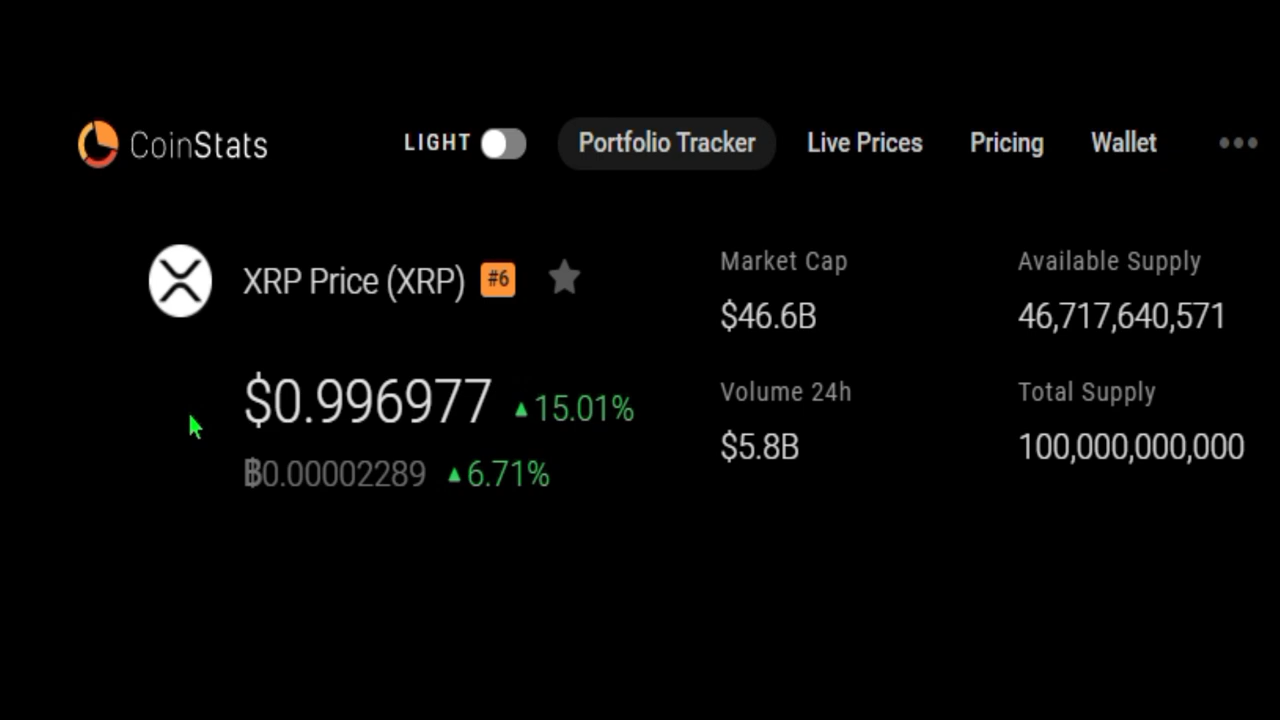 CoinStats
LIGHT
Portfolio Tracker
Live Prices
Pricing
Wallet
XRP Price (XRP) #6
$0.996977 ▲15.01%
฿0.00002289 ▲6.71%
Market Cap
$46.6B
Available Supply
46,717,640,571
Volume 24h
$5.8B
Total Supply
100,000,000,000